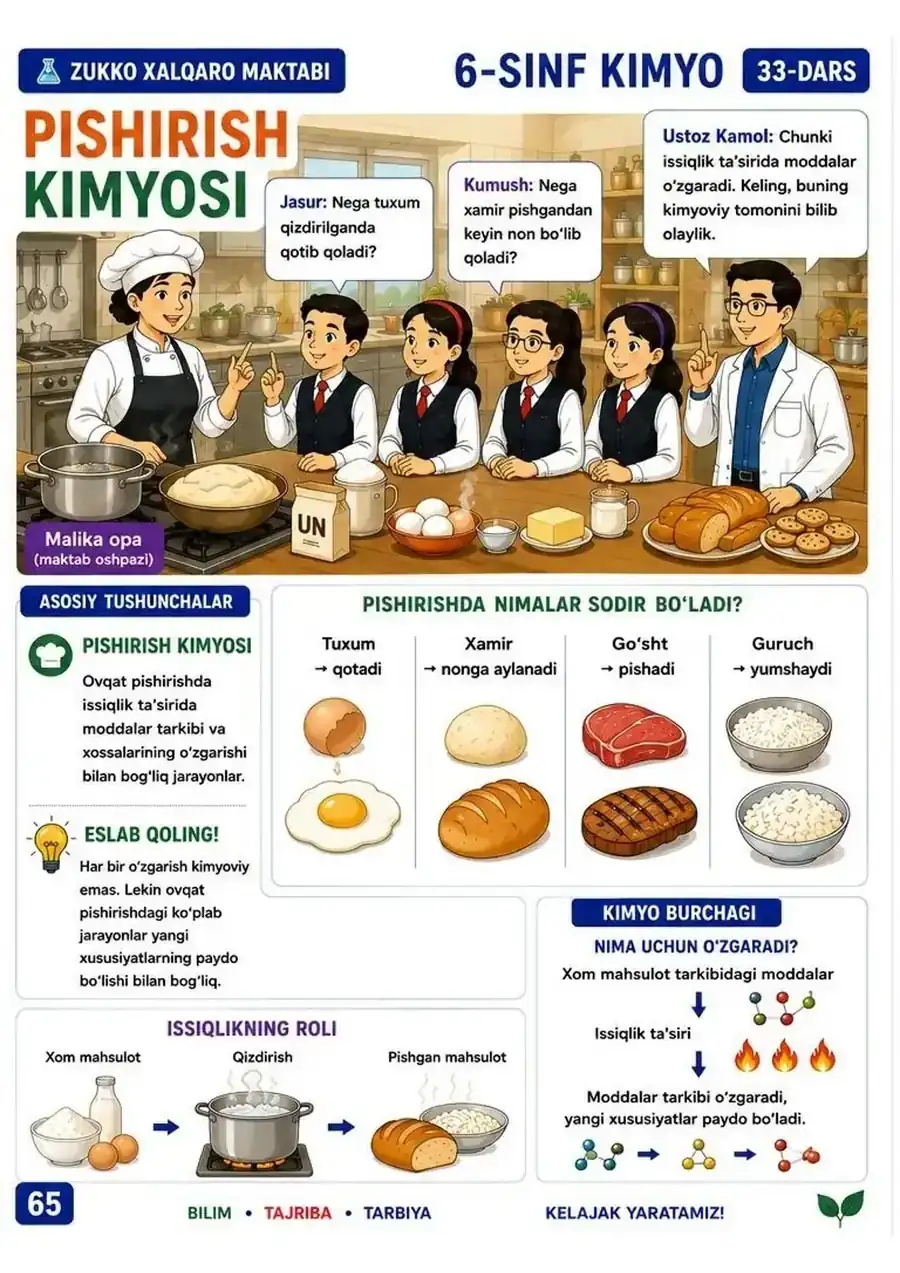 ZUKKO XALQARO MAKTABI
6-SINF KIMYO
33-DARS
PISHIRISH
KIMYOSI
Jasur: Nega tuxum
qizdirilganda
qotib qoladi?
Kumush: Nega
xamir pishgandan
keyin non bo‘lib
qoladi?
Ustoz Kamol: Chunki
issiqlik ta’sirida moddalar
o‘zgaradi. Keling, buning
kimyoviy tomonini bilib
olaylik.
UN
Malika opa
(maktab oshpazi)
ASOSIY TUSHUNCHALAR
PISHIRISH KIMYOSI
Ovqat pishirishda
issiqlik ta’sirida
moddalar tarkibi va
xossalarining o‘zgarishi
bilan bog‘liq jarayonlar.
ESLAB QOLING!
Har bir o‘zgarish kimyoviy
emas. Lekin ovqat
pishirishdagi ko‘plab
jarayonlar yangi
xususiyatlarning paydo
bo‘lishi bilan bog‘liq.
PISHIRISHDA NIMALAR SODIR BO‘LADI?
Tuxum
→ qotadi
Xamir
→ nonga aylanadi
Go‘sht
→ pishadi
Guruch
→ yumshaydi
KIMYO BURCHAGI
NIMA UCHUN O‘ZGARADI?
Xom mahsulot tarkibidagi moddalar
Issiqlik ta’siri
Moddalar tarkibi o‘zgaradi,
yangi xususiyatlar paydo bo‘ladi.
ISSIQLIKNING ROLI
Xom mahsulot
Qizdirish
Pishgan mahsulot
65
BILIM • TAJRIBA • TARBIYA
KELAJAK YARATAMIZ!